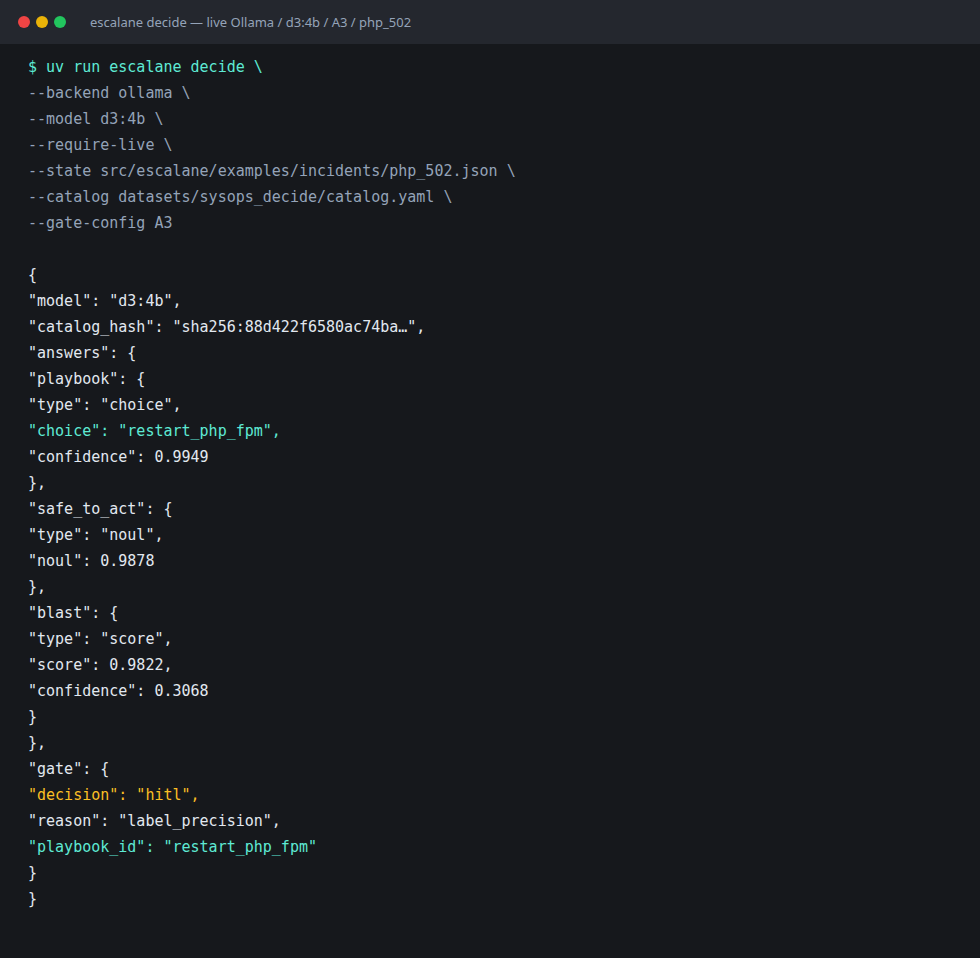 escalane decide — live Ollama / d3:4b / A3 / php_502
$ uv run escalane decide \
--backend ollama \
--model d3:4b \
--require-live \
--state src/escalane/examples/incidents/php_502.json \
--catalog datasets/sysops_decide/catalog.yaml \
--gate-config A3
{
"model": "d3:4b",
"catalog_hash": "sha256:88d422f6580ac74ba…",
"answers": {
"playbook": {
"type": "choice",
"choice": "restart_php_fpm",
"confidence": 0.9949
},
"safe_to_act": {
"type": "noul",
"noul": 0.9878
},
"blast": {
"type": "score",
"score": 0.9822,
"confidence": 0.3068
}
},
"gate": {
"decision": "hitl",
"reason": "label_precision",
"playbook_id": "restart_php_fpm"
}
}